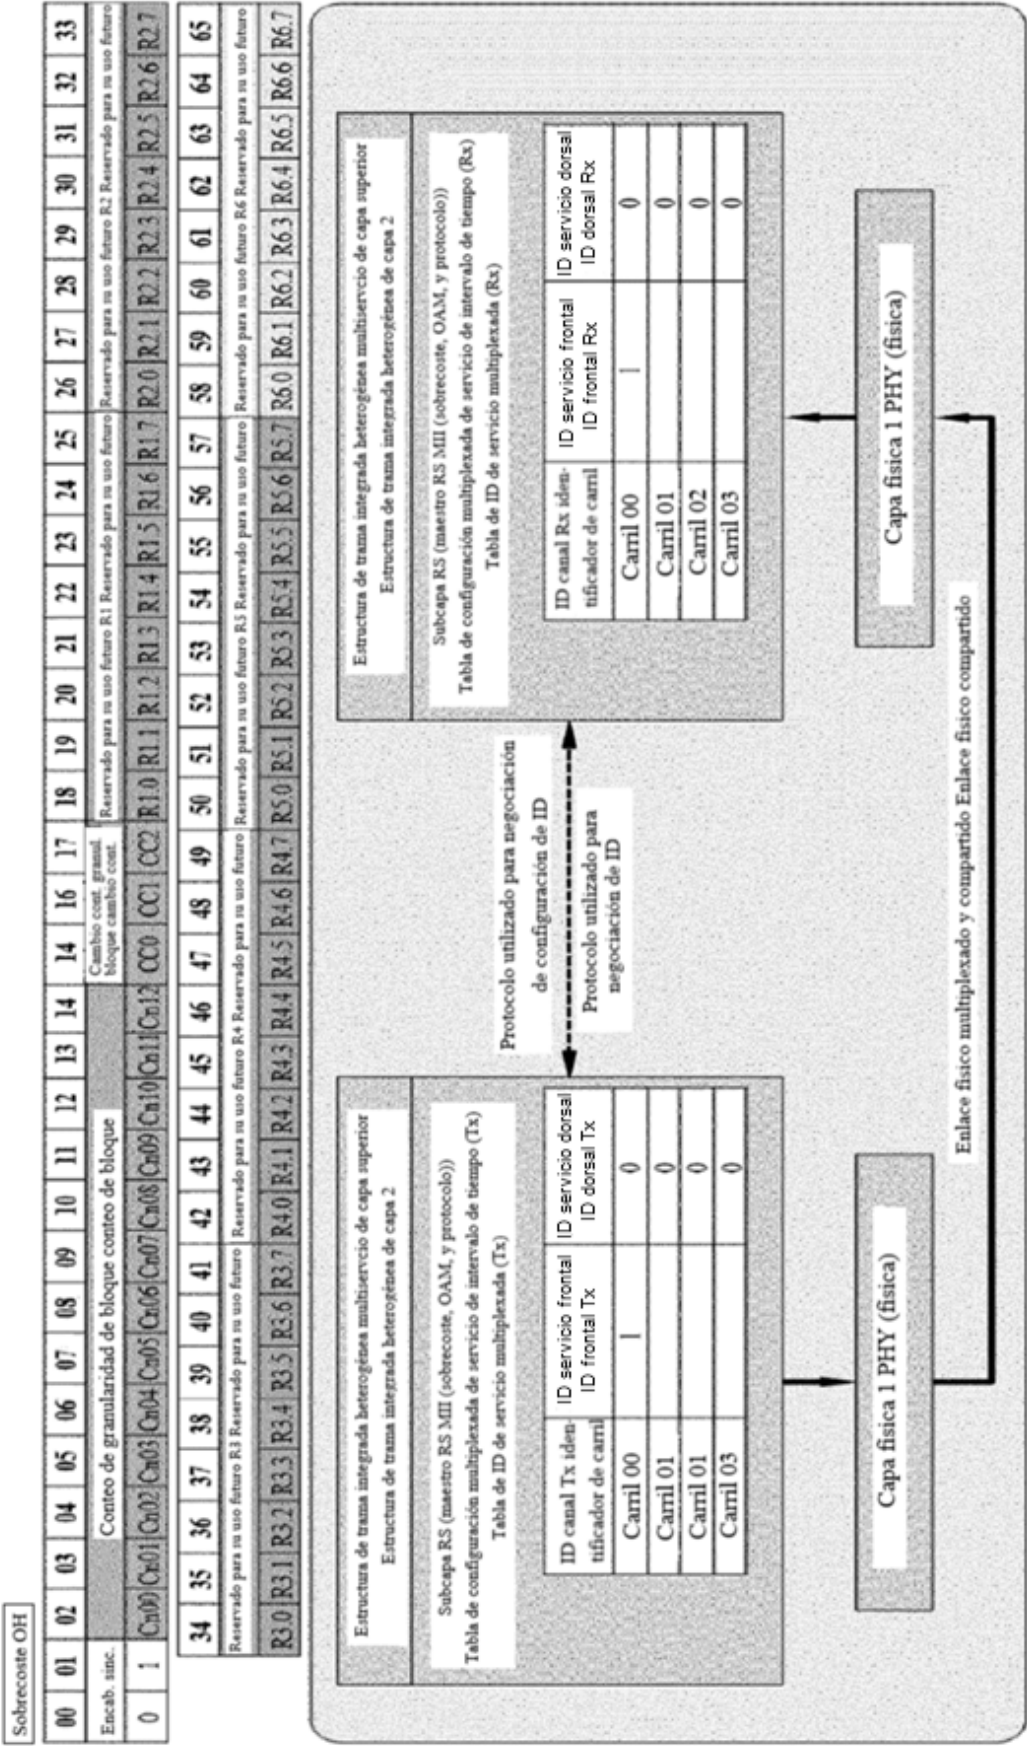 Sobrecoste OH
00 01 02 03 04 05 06 07 08 09 10 11 12 13 14 14 16 17 18 19 20 21 22 23 24 25 26 27 28 29 30 31 32 33
Encab. sinc. Conteo de granularidad de bloque conteo de bloque
Cambio cont. granul.
bloque cambio cont.
Reservado para su uso futuro R1 Reservado para su uso futuro Reservado para su uso futuro R2 Reservado para su uso futuro
0 1 Cn00 Cn01 Cn02 Cn03 Cn04 Cn05 Cn06 Cn07 Cn08 Cn09 Cn10 Cn11 Cn12 CC0 CC1 CC2 R1.0 R1.1 R1.2 R1.3 R1.4 R1.5 R1.6 R1.7 R2.0 R2.1 R2.2 R2.3 R2.4 R2.5 R2.6 R2.7
34 35 36 37 38 39 40 41 42 43 44 45 46 47 48 49 50 51 52 53 54 55 56 57 58 59 60 61 62 63 64 65
Reservado para su uso futuro R3 Reservado para su uso futuro Reservado para su uso futuro R4 Reservado para su uso futuro Reservado para su uso futuro R5 Reservado para su uso futuro Reservado para su uso futuro R6 Reservado para su uso futuro
R3.0 R3.1 R3.2 R3.3 R3.4 R3.5 R3.6 R3.7 R4.0 R4.1 R4.2 R4.3 R4.4 R4.5 R4.6 R4.7 R5.0 R5.1 R5.2 R5.3 R5.4 R5.5 R5.6 R5.7 R6.0 R6.1 R6.2 R6.3 R6.4 R6.5 R6.6 R6.7
Estructura de trama integrada heterogénea multiservicio de capa superior
Estructura de trama integrada heterogénea de capa 2
Subcapa RS (maestro RS MII (sobrecoste, OAM, y protocolo))
Tabla de configuración multiplexada de servicio de intervalo de tiempo (Tx)
Tabla de ID de servicio multiplexada (Tx)
ID canal Tx iden-
tificador de carril
ID servicio frontal
ID frontal Tx
ID servicio dorsal
ID dorsal Tx
Carril 00 1 0
Carril 01 0
Carril 01 0
Carril 03 0
Capa física 1 PHY (física)
Protocolo utilizado para negociación
de configuración de ID
Protocolo utilizado para
negociación de ID
Estructura de trama integrada heterogénea multiservcio de capa superior
Estructura de trama integrada heterogénea de capa 2
Subcapa RS (maestro RS MII (sobrecoste, OAM, y protocolo))
Tabla de configuración multiplexada de servicio de intervalo de tiempo (Rx)
Tabla de ID de servicio multiplexada (Rx)
ID canal Rx iden-
tificador de carril
ID servicio frontal
ID frontal Rx
ID servicio dorsal
ID dorsal Rx
Carril 00 1 0
Carril 01 0
Carril 02 0
Carril 03 0
Capa física 1 PHY (física)
Enlace físico multiplexado y compartido Enlace físico compartido